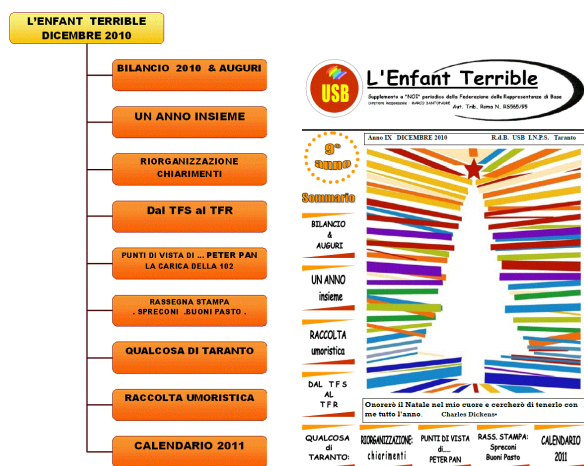 L'ENFANT TERRIBLE
DICEMBRE 2010
BILANCIO 2010 & AUGURI
UN ANNO INSIEME
RIORGANIZZAZIONE
CHIARIMENTI
Dal TFS al TFR
PUNTI DI VISTA DI ... PETER PAN
LA CARICA DELLA 102
RASSEGNA STAMPA
. SPRECONI .BUONI PASTO .
QUALCOSA DI TARANTO
RACCOLTA UMORISTICA
CALENDARIO 2011
USB
L'Enfant Terrible
Supplemento a "NOI" periodico della Federazione delle Rappresentanze di Base
Direttore Responsabile - MARCO SANTOPADRE
Aut. Trib. Roma N. RS565/95
Anno IX DICEMBRE 2010 R.d.B. USB I.N.P.S. Taranto
9°
anno
Sommario
BILANCIO
&
AUGURI
UN ANNO
insieme
RACCOLTA
umoristica
DAL TFS
AL
TFR
Onorerò il Natale nel mio cuore e cercherò di tenerlo con
me tutto l'anno. Charles Dickens
QUALCOSA
di
TARANTO:
RIORGANIZZAZIONE:
chiarimenti
PUNTI DI VISTA
di....
PETER PAN
RASS. STAMPA:
Spreconi
Buoni Pasto
CALENDARIO
2011